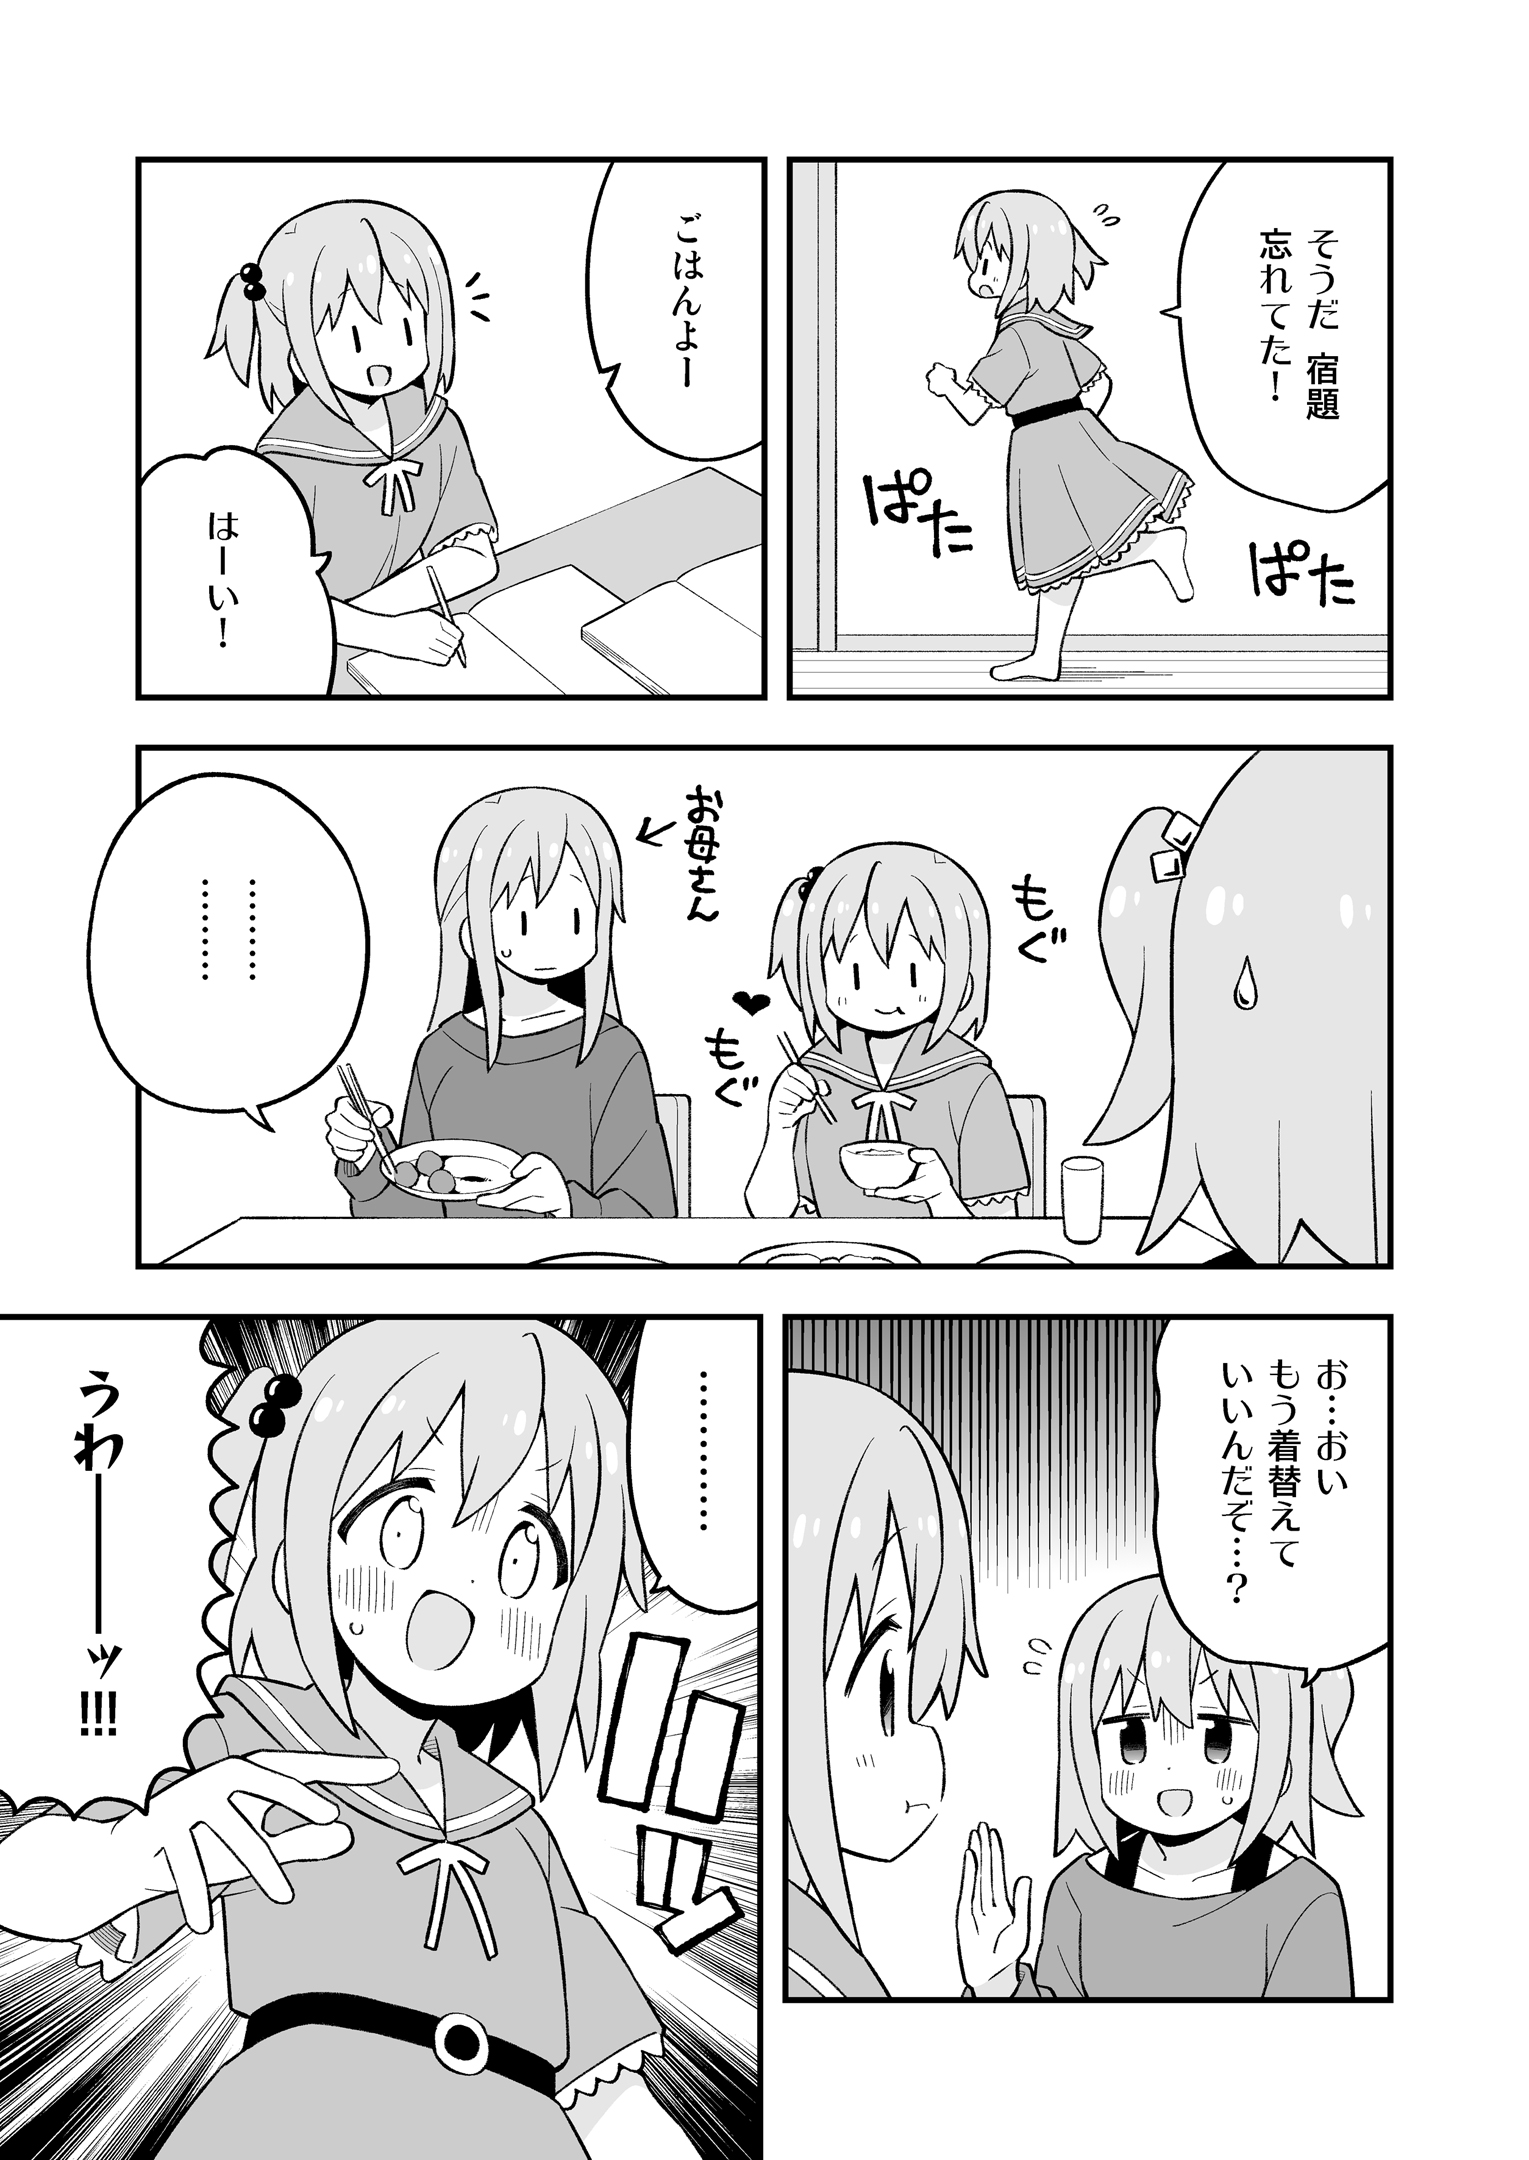 そうだ 宿題
忘れてた！
ぱた
ぱた
ごはんよー
はーい！
もぐ
もぐ
お母さん
………
………
お…おい
もう着替えて
いいんだぞ…？
…………
うわーーッ!!!